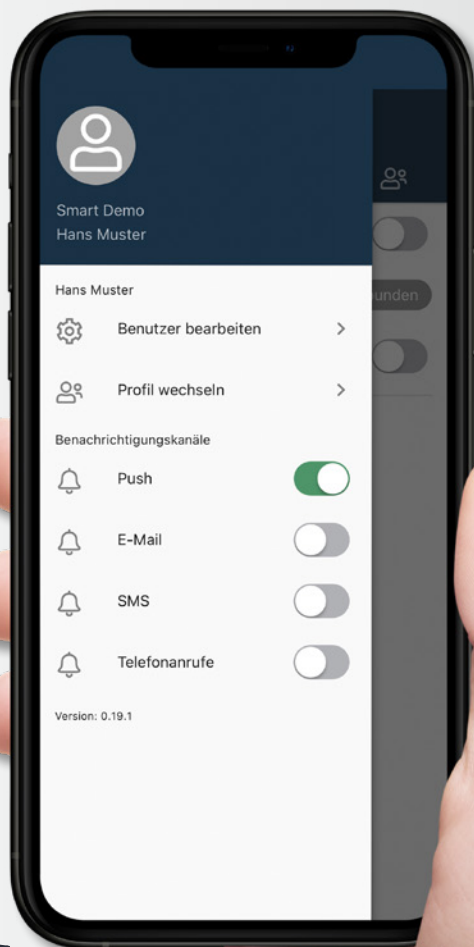 Smart Demo
Hans Muster
Hans Muster
Benutzer bearbeiten
Profil wechseln
Benachrichtigungskanäle
Push
E-Mail
SMS
Telefonanrufe
Version: 0.19.1